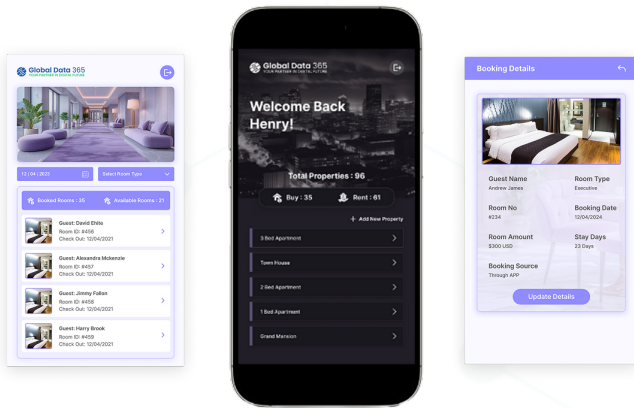 Global Data 365
YOUR PARTNER IN DIGITAL FUTURE
12 / 04 / 2022
Select Room Type
Booked Rooms : 35
Available Rooms : 21
Guest: David Ehite
Room ID: #456
Check Out: 12/04/2021
Guest: Alexandra Mckenzie
Room ID: #457
Check Out: 12/04/2021
Guest: Jimmy Fallon
Room ID: #458
Check Out: 12/04/2021
Guest: Harry Brook
Room ID: #459
Check Out: 12/04/2021
Global Data 365
YOUR PARTNER IN DIGITAL FUTURE
Welcome Back
Henry!
Total Properties : 96
Buy : 35
Rent : 61
+ Add New Property
3 Bed Apartment
Town House
2 Bed Apartment
1 Bed Apartment
Grand Mansion
Booking Details
Guest Name
Andrew James
Room Type
Executive
Room No
#234
Booking Date
12/04/2024
Room Amount
$300 USD
Stay Days
23 Days
Booking Source
Through APP
Update Details